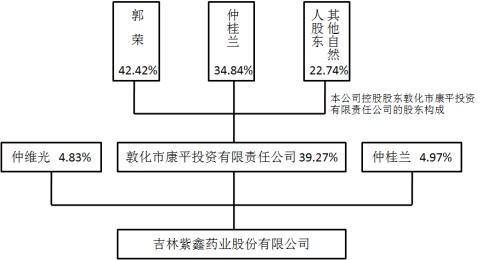 郭荣
42.42%
仲桂兰
34.84%
其他自然
人股东
22.74%
本公司控股股东敦化市康平投资
有限责任公司的股东构成
仲维光 4.83%
敦化市康平投资有限责任公司 39.27%
仲桂兰 4.97%
吉林紫鑫药业股份有限公司